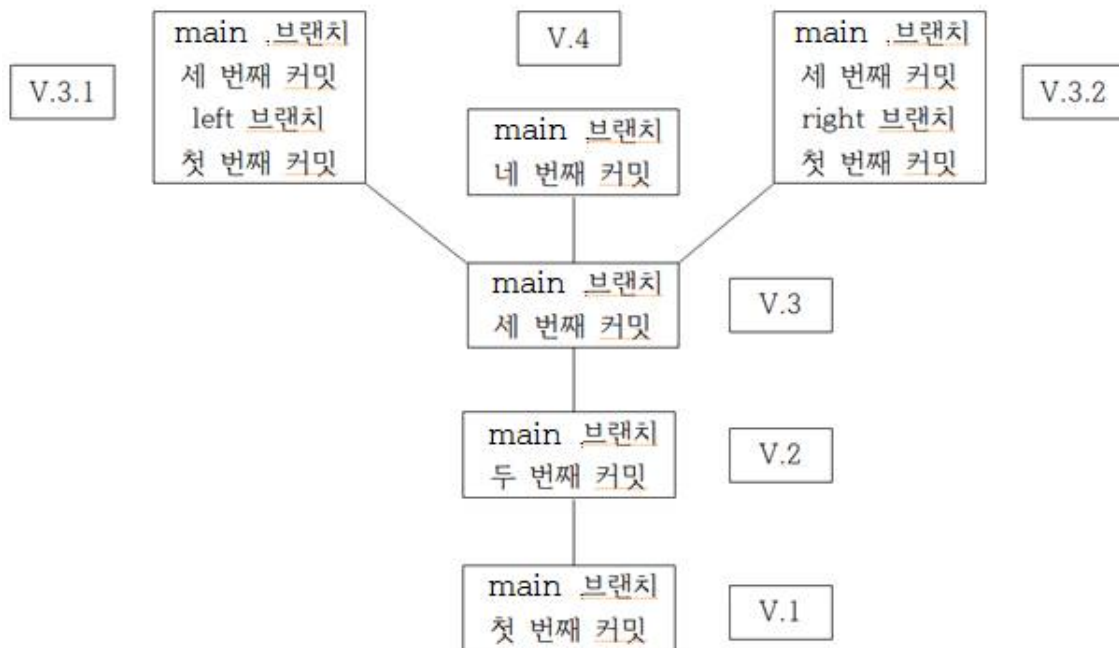 V.3.1
main 브랜치
세 번째 커밋
left 브랜치
첫 번째 커밋
V.4
main 브랜치
네 번째 커밋
main 브랜치
세 번째 커밋
right 브랜치
첫 번째 커밋
V.3.2
main 브랜치
세 번째 커밋
V.3
main 브랜치
두 번째 커밋
V.2
main 브랜치
첫 번째 커밋
V.1